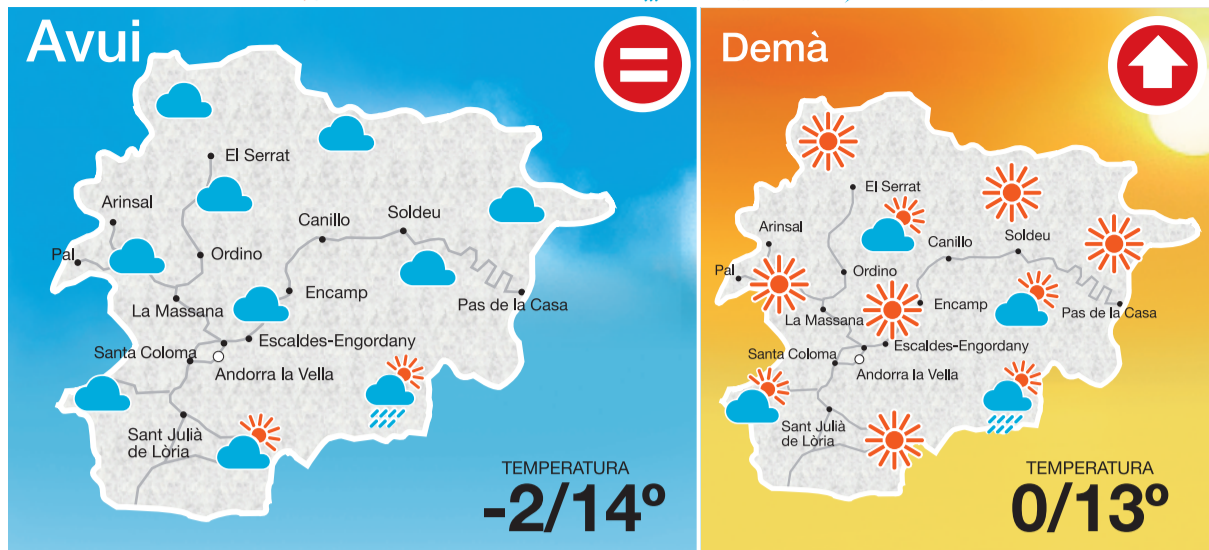 Avui
El Serrat
Arinsal
Canillo
Soldeu
Pal
Ordino
La Massana
Encamp
Pas de la Casa
Santa Coloma
Escaldes-Engordany
Andorra la Vella
Sant Julià
de Lòria
TEMPERATURA
-2/14º
Demà
El Serrat
Arinsal
Canillo
Soldeu
Pal
Ordino
La Massana
Encamp
Pas de la Casa
Santa Coloma
Escaldes-Engordany
Andorra la Vella
Sant Julià
de Lòria
TEMPERATURA
0/13º